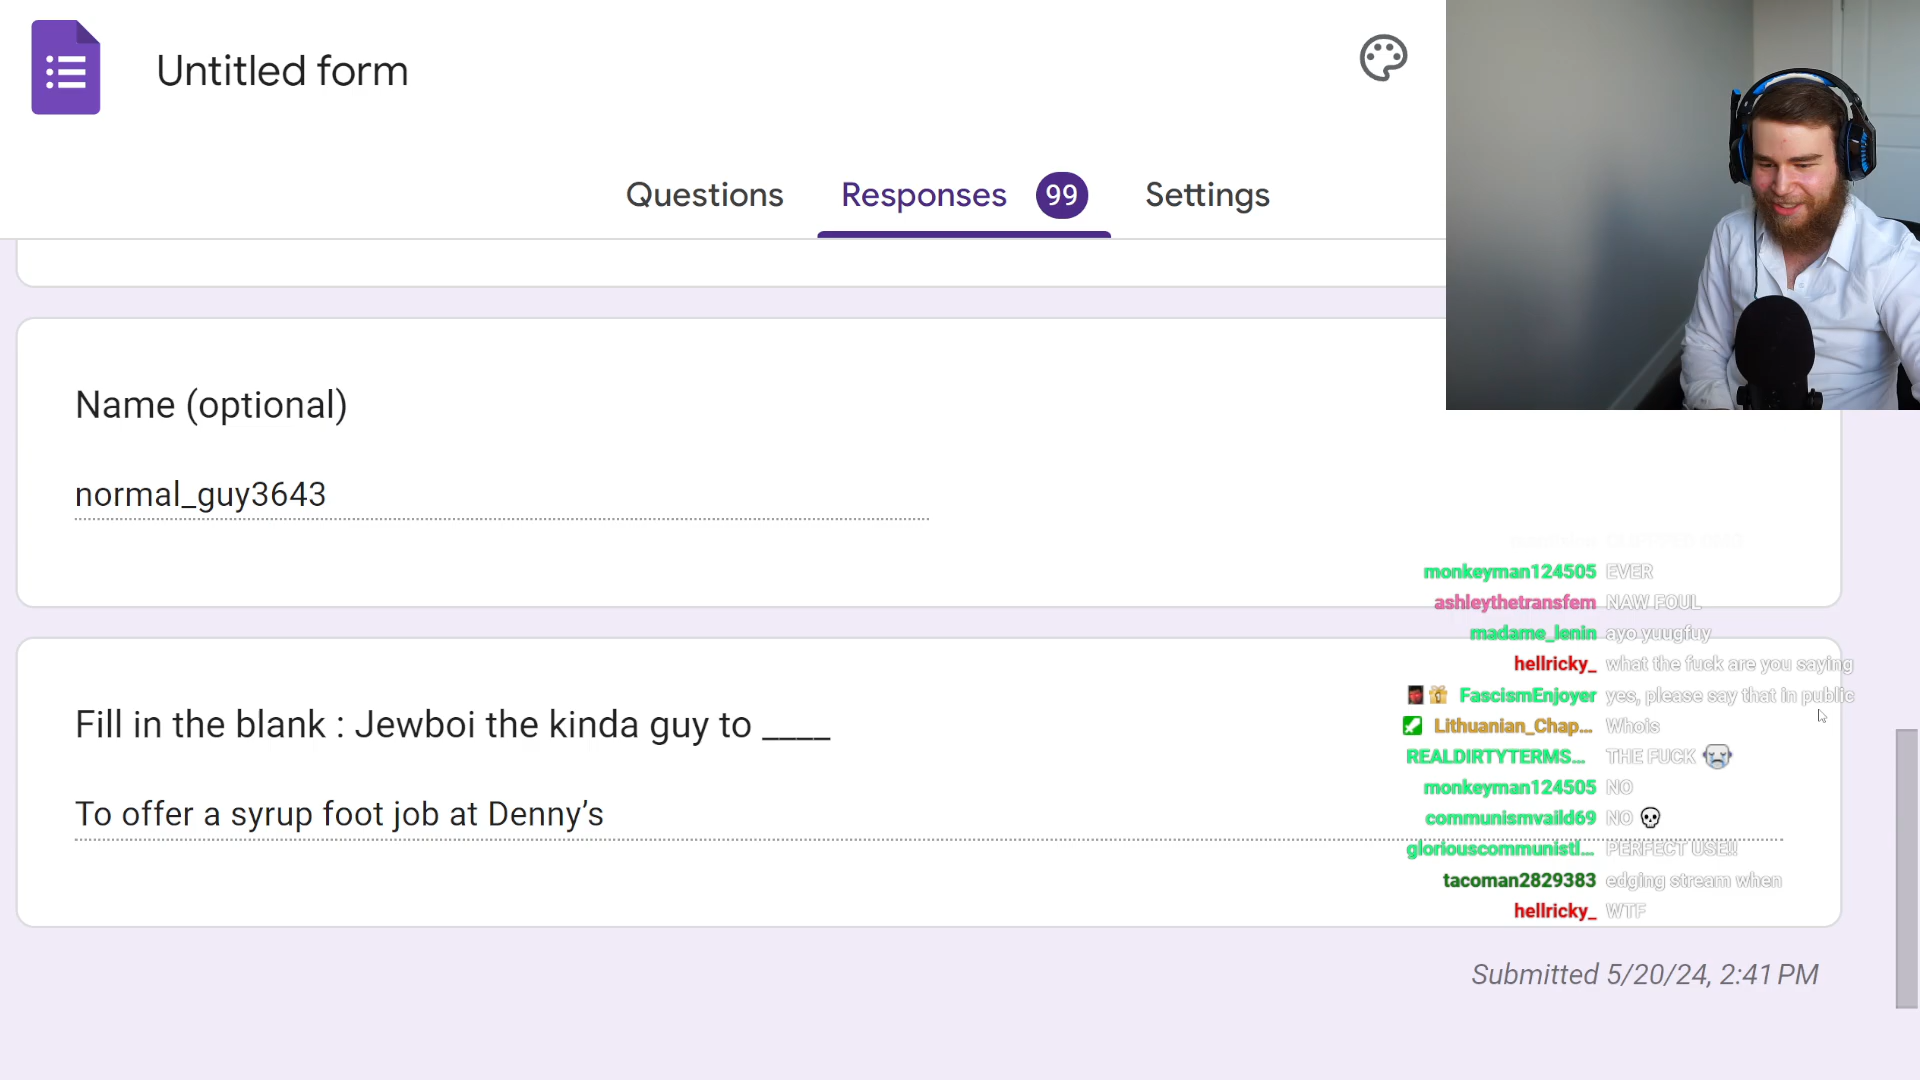 Untitled form
Questions
Responses 99
Settings
Name (optional)
normal_guy3643
Fill in the blank : Jewboi the kinda guy to ____
To offer a syrup foot job at Denny’s
monkeyman124505 EVER
ashleythetransfem NAW FOUL
madame_lenin ayo yuugfuy
hellricky_ what the fuck are you saying
FascismEnjoyer yes, please say that in public
Lithuanian_Chap... Whois
REALDIRTYTERMS... THE FUCK
monkeyman124505 NO
communismvaild69 NO 💀
gloriouscommunistl... PERFECT USE!!
tacoman2829383 edging stream when
hellricky_ WTF
Submitted 5/20/24, 2:41 PM